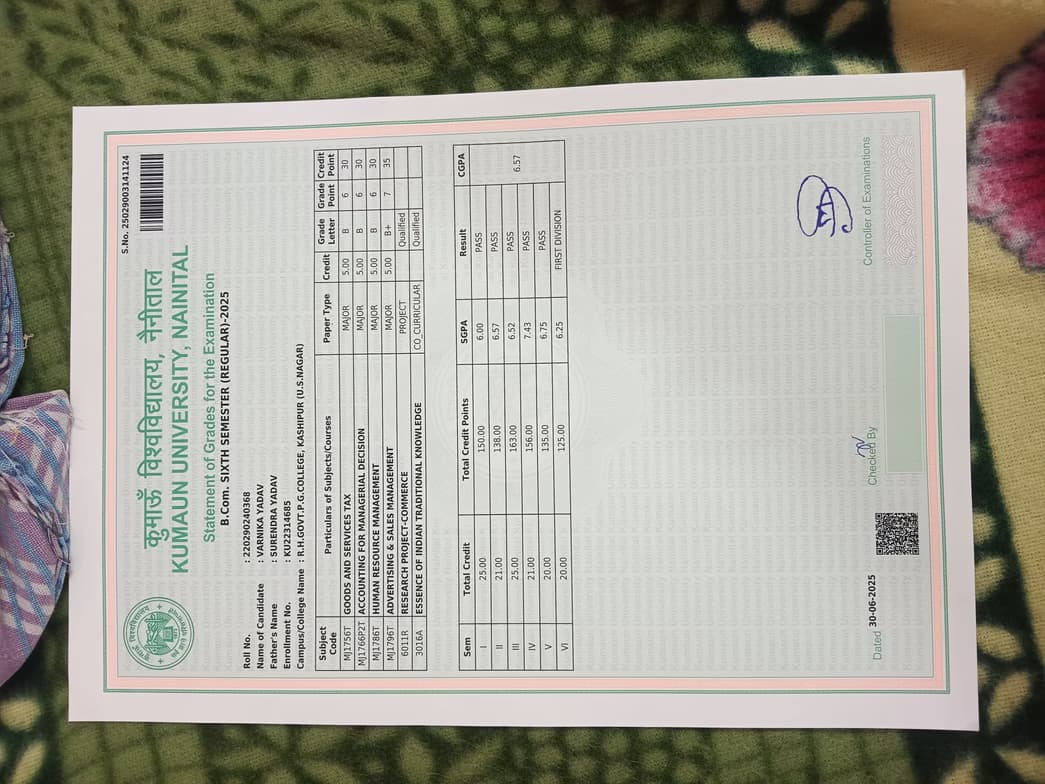 S.No. 25029003141124
कुमाऊँ विश्वविद्यालय, नैनीताल
KUMAUN UNIVERSITY, NAINITAL
Statement of Grades for the Examination
B.Com. SIXTH SEMESTER (REGULAR)-2025
Roll No. : 220290240368
Name of Candidate : VARNIKA YADAV
Father's Name : SURENDRA YADAV
Enrollment No. : KU22314685
Campus/College Name : R.H.GOVT.P.G.COLLEGE, KASHIPUR (U.S.NAGAR)
Subject Code Particulars of Subjects/Courses Paper Type Credit Grade Letter Grade Point Credit Point
MJ1756T GOODS AND SERVICES TAX MAJOR 5.00 B 6 30
MJ1766P2T ACCOUNTING FOR MANAGERIAL DECISION MAJOR 5.00 B 6 30
MJ1786T HUMAN RESOURCE MANAGEMENT MAJOR 5.00 B 6 30
MJ1796T ADVERTISING & SALES MANAGEMENT MAJOR 5.00 B+ 7 35
6011R RESEARCH PROJECT-COMMERCE PROJECT Qualified
3016A ESSENCE OF INDIAN TRADITIONAL KNOWLEDGE CO_CURRICULAR Qualified
Sem Total Credit Total Credit Points SGPA Result CGPA
I 25.00 150.00 6.00 PASS
II 21.00 138.00 6.57 PASS
III 25.00 163.00 6.52 PASS 6.57
IV 21.00 156.00 7.43 PASS
V 20.00 135.00 6.75 PASS
VI 20.00 125.00 6.25 FIRST DIVISION
Dated 30-06-2025
Checked By
Controller of Examinations